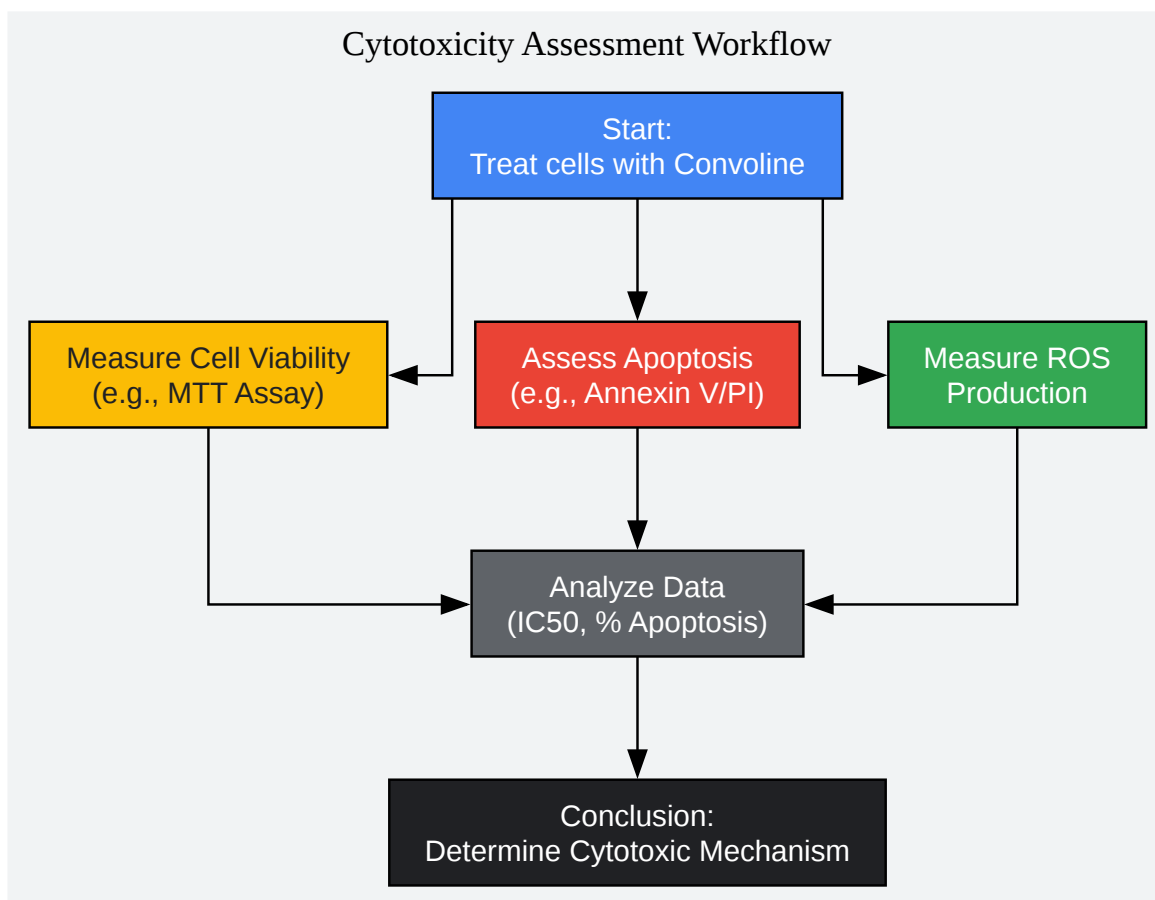 Cytotoxicity Assessment Workflow
Start:
Treat cells with Convoline
Measure Cell Viability
(e.g., MTT Assay)
Assess Apoptosis
(e.g., Annexin V/PI)
Measure ROS
Production
Analyze Data
(IC50, % Apoptosis)
Conclusion:
Determine Cytotoxic Mechanism